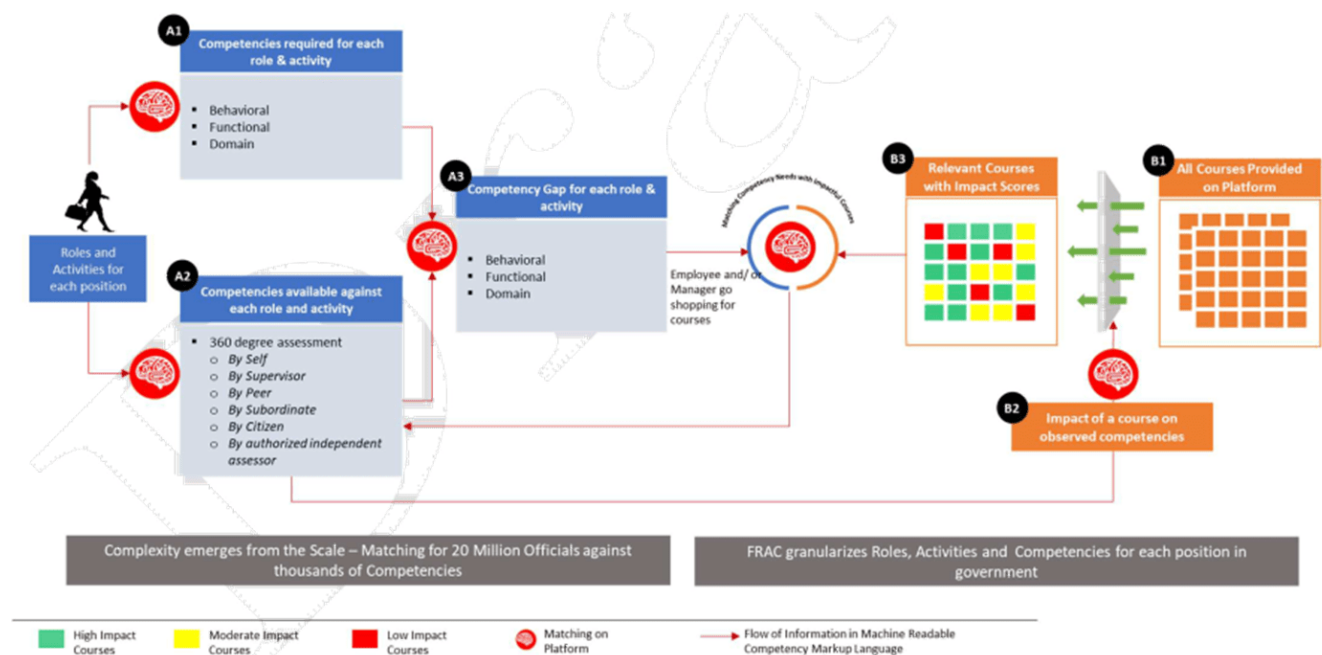 A1
Competencies required for each
role & activity
▪ Behavioral
▪ Functional
▪ Domain
Roles and
Activities for
each position
A2
Competencies available against
each role and activity
▪ 360 degree assessment
o By Self
o By Supervisor
o By Peer
o By Subordinate
o By Citizen
o By authorized independent
assessor
A3
Competency Gap for each role &
activity
▪ Behavioral
▪ Functional
▪ Domain
Matching Competency Needs with Impactful Courses
Employee and/ or
Manager go
shopping for
courses
B3
Relevant Courses
with Impact Scores
B1
All Courses Provided
on Platform
B2
Impact of a course on
observed competencies
Complexity emerges from the Scale – Matching for 20 Million Officials against
thousands of Competencies
FRAC granularizes Roles, Activities and Competencies for each position in
government
High Impact
Courses
Moderate Impact
Courses
Low Impact
Courses
Matching on
Platform
Flow of Information in Machine Readable
Competency Markup Language